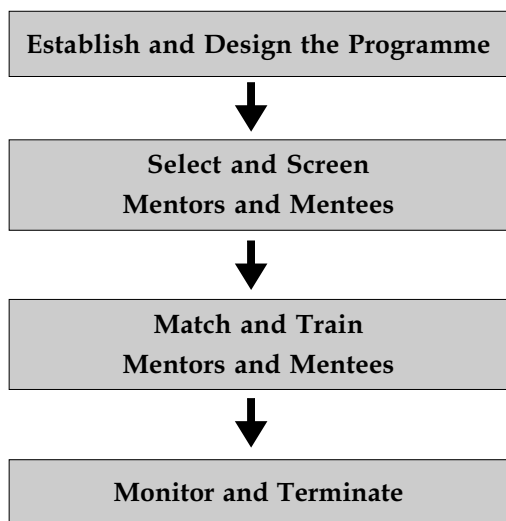 Establish and Design the Programme
Select and Screen
Mentors and Mentees
Match and Train
Mentors and Mentees
Monitor and Terminate